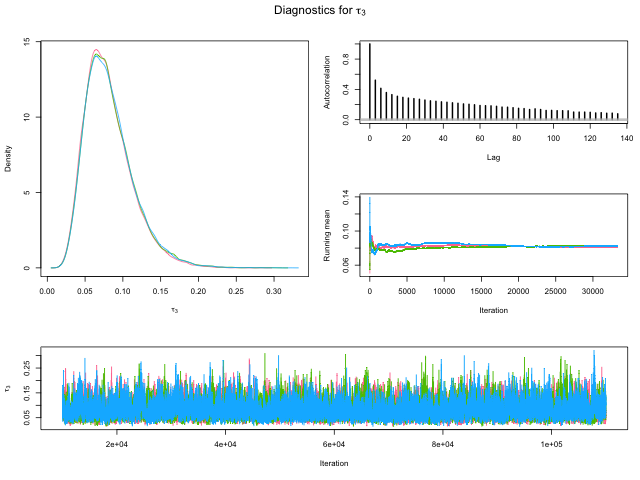 Diagnostics for τ₃
Density
0
5
10
15
0.00 0.05 0.10 0.15 0.20 0.25 0.30
τ₃
Autocorrelation
0.0 0.4 0.8
0 20 40 60 80 100 120 140
Lag
Running mean
0.06 0.10 0.14
0 5000 10000 15000 20000 25000 30000
Iteration
τ₃
0.05 0.15 0.25
2e+04 4e+04 6e+04 8e+04 1e+05
Iteration